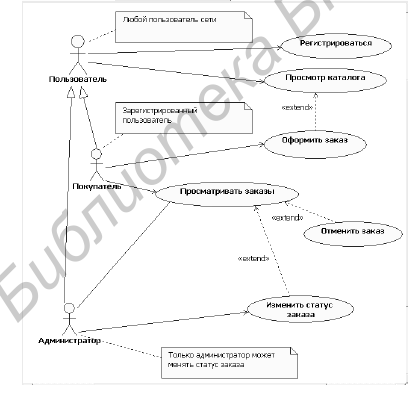 Любой пользователь сети
Регистрироваться
Пользователь
Просмотр каталога
«extend»
Зарегистрированный
пользователь
Оформить заказ
Покупатель
Просматривать заказы
«extend»
Отменить заказ
«extend»
Изменить статус
заказа
Администратор
Только администратор может
менять статус заказа
Библиотека Б